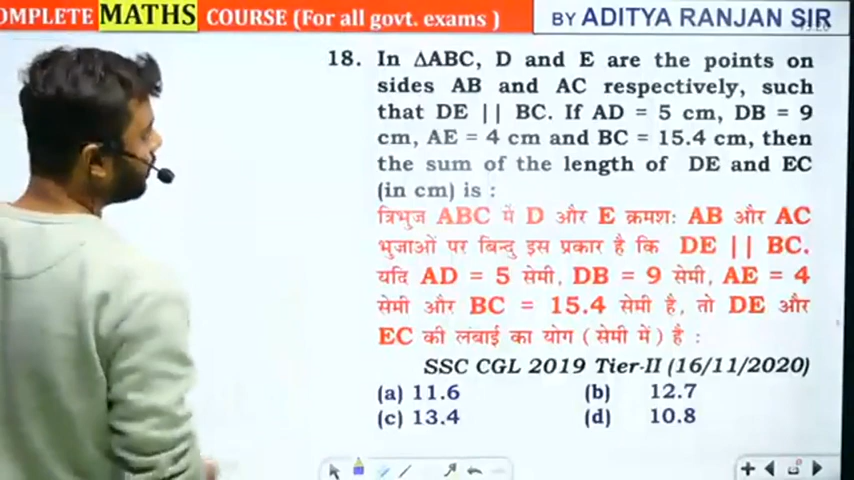 OMPLETE MATHS COURSE (For all govt. exams )
BY ADITYA RANJAN SIR
18. In ΔABC, D and E are the points on
sides AB and AC respectively, such
that DE || BC. If AD = 5 cm, DB = 9
cm, AE = 4 cm and BC = 15.4 cm, then
the sum of the length of DE and EC
(in cm) is :
त्रिभुज ABC में D और E क्रमशः AB और AC
भुजाओं पर बिन्दु इस प्रकार है कि DE || BC.
यदि AD = 5 सेमी, DB = 9 सेमी, AE = 4
सेमी और BC = 15.4 सेमी है, तो DE और
EC की लंबाई का योग ( सेमी में ) है :
SSC CGL 2019 Tier-II (16/11/2020)
(a) 11.6 (b) 12.7
(c) 13.4 (d) 10.8